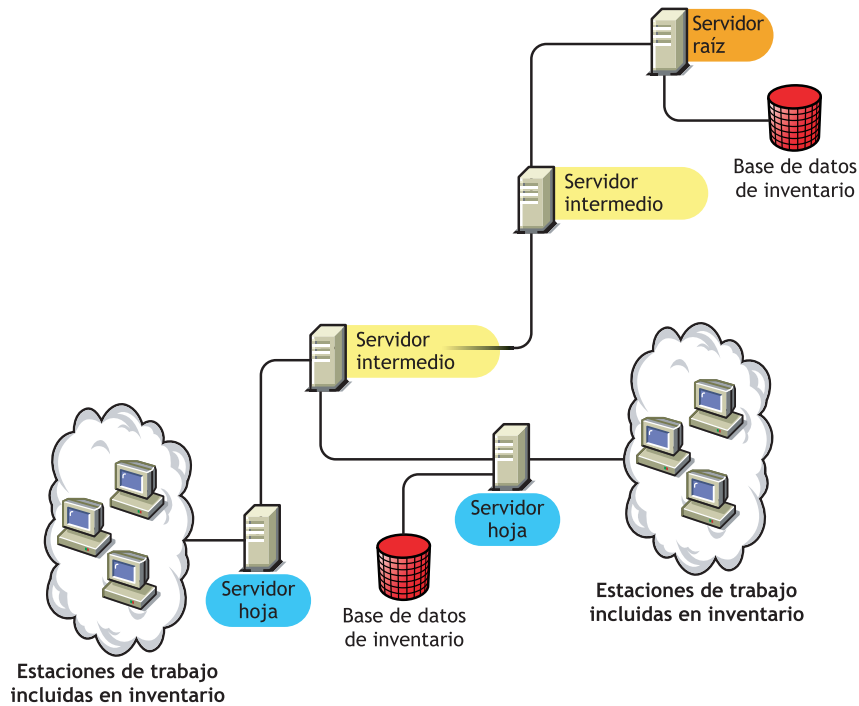 Servidor
raíz
Base de datos
de inventario
Servidor
intermedio
Servidor
intermedio
Servidor
hoja
Estaciones de trabajo
incluidas en inventario
Servidor
hoja
Base de datos
de inventario
Estaciones de trabajo
incluidas en inventario